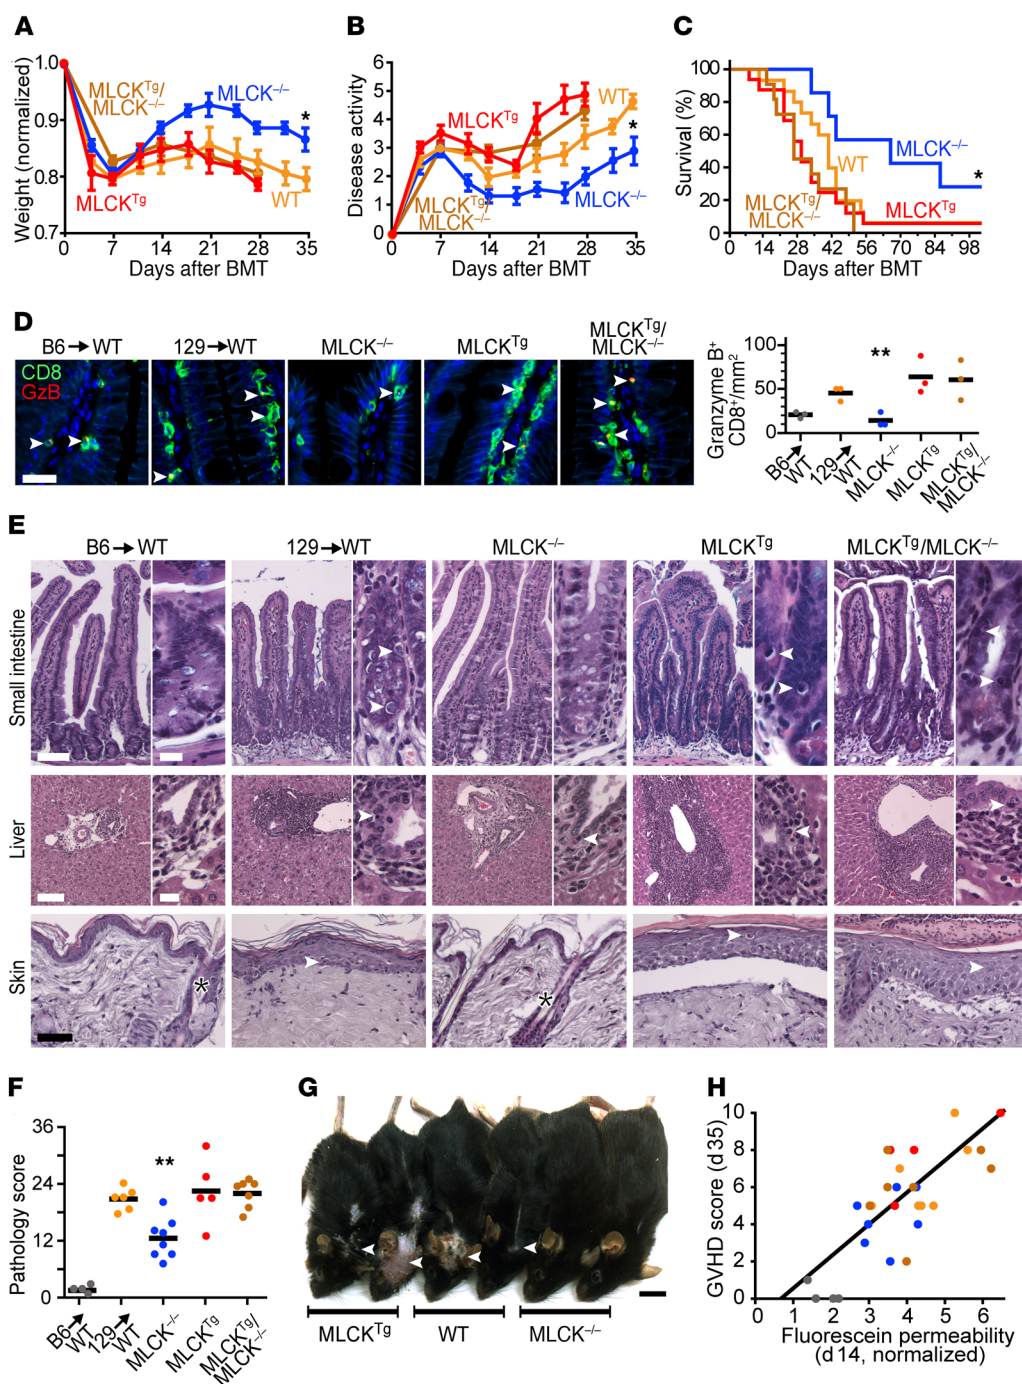 A
Weight (normalized)
1.0
0.9
0.8
0.7
MLCKTg/
MLCK–/–
MLCK–/–
*
MLCKTg
WT
0
7
14
21
28
35
Days after BMT
B
Disease activity
6
5
4
3
2
1
0
MLCKTg
WT
*
MLCKTg/
MLCK–/–
MLCK–/–
0
7
14
21
28
35
Days after BMT
C
Survival (%)
100
80
60
40
20
0
MLCK–/–
WT
*
MLCKTg/
MLCK–/–
MLCKTg
14
28
42
56
70
84
98
Days after BMT
D
B6→WT
129→WT
MLCK–/–
MLCKTg
MLCKTg/
MLCK–/–
CD8
GzB
Granzyme B+
CD8+/mm2
100
50
0
**
B6→
WT
129→
WT
MLCK–/–
MLCKTg
MLCKTg/
MLCK–/–
E
B6→WT
129→WT
MLCK–/–
MLCKTg
MLCKTg/MLCK–/–
Small intestine
Liver
Skin
*
*
F
Pathology score
36
24
12
0
**
B6→
WT
129→
WT
MLCK–/–
MLCKTg
MLCKTg/
MLCK–/–
G
MLCKTg
WT
MLCK–/–
H
GVHD score (d 35)
10
8
6
4
2
0
0
1
2
3
4
5
6
Fluorescein permeability
(d 14, normalized)